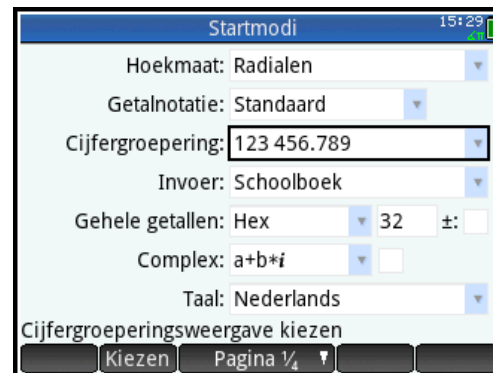 Startmodi 15:29
∡π
Hoekmaat: Radialen
Getalnotatie: Standaard
Cijfergroepering: 123 456.789
Invoer: Schoolboek
Gehele getallen: Hex 32 ±:
Complex: a+b*i
Taal: Nederlands
Cijfergroeperingsweergave kiezen
Kiezen Pagina ¼